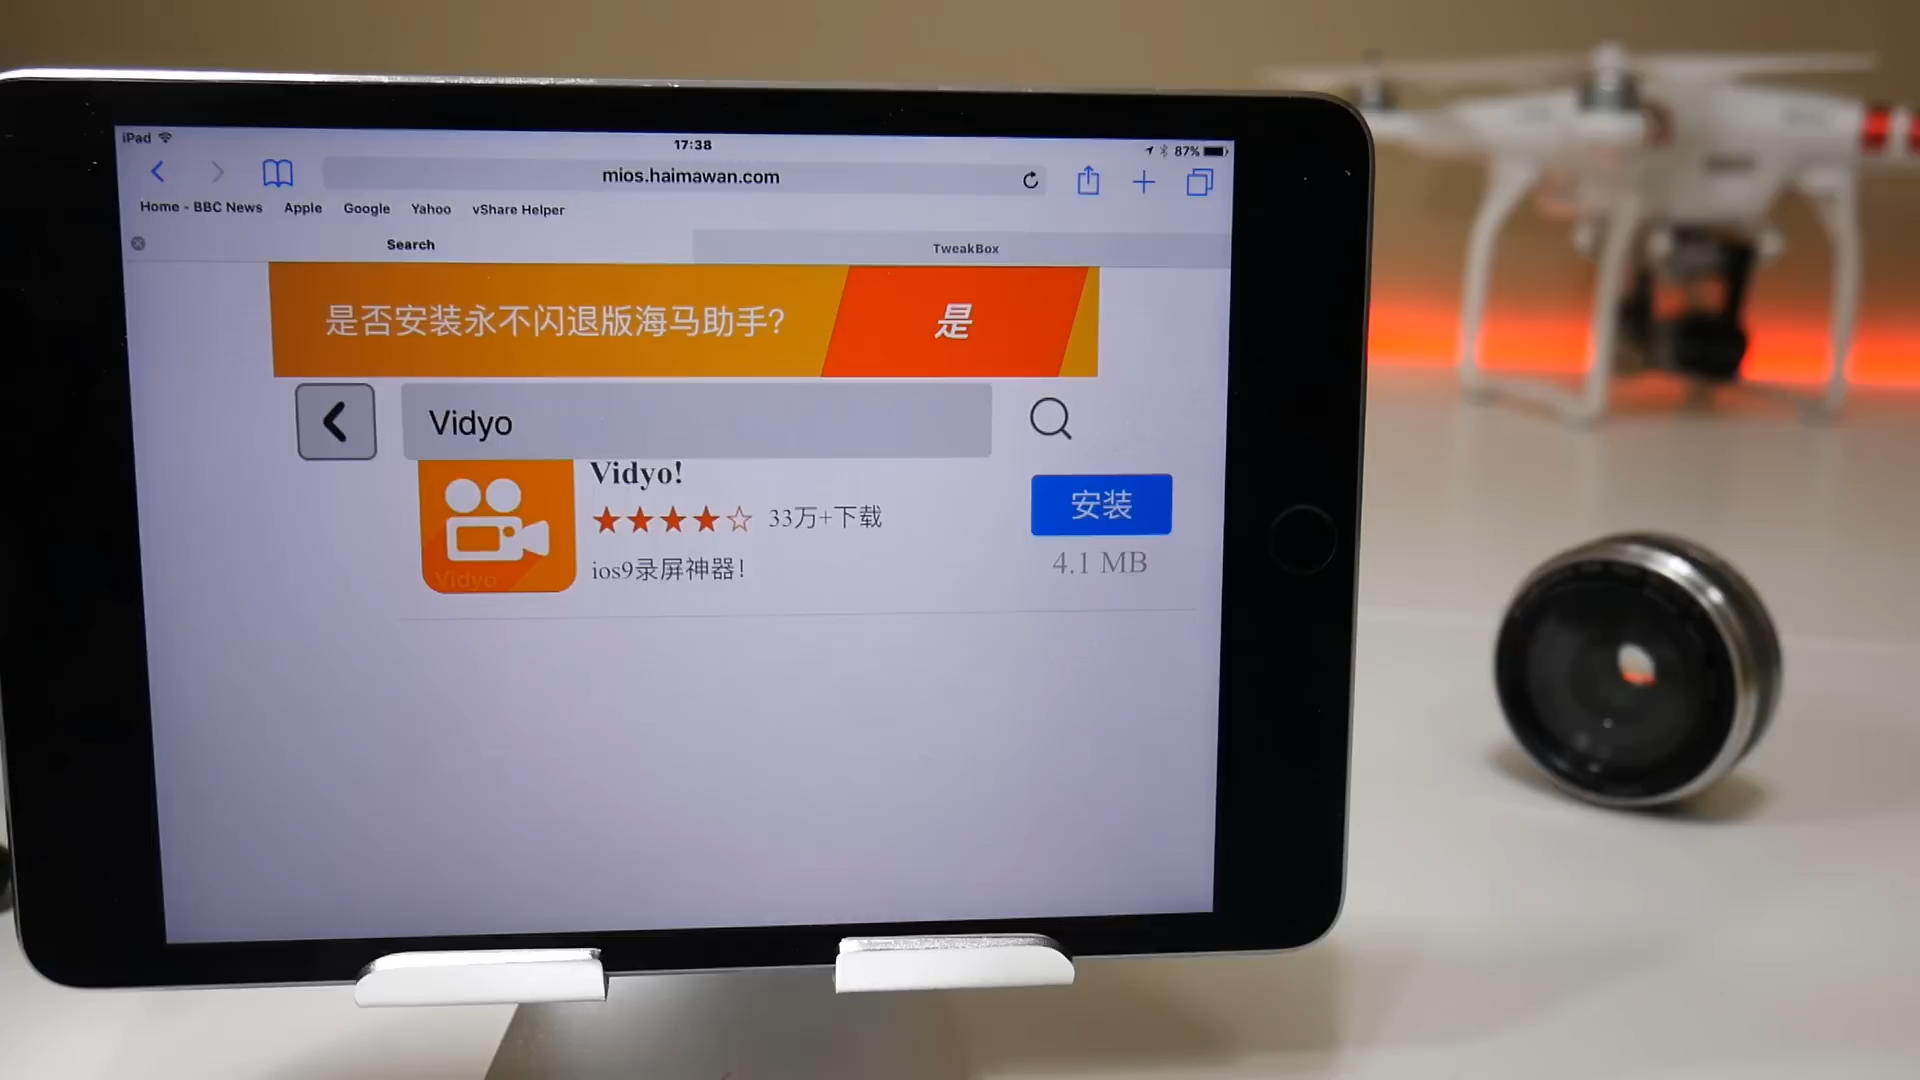 iPad
17:38
87%
mios.haimawan.com
Home - BBC News Apple Google Yahoo vShare Helper
Search
TweakBox
是否安装永不闪退版海马助手?
是
Vidyo
Vidyo!
33万+下载
安装
ios9录屏神器!
4.1 MB
Vidyo